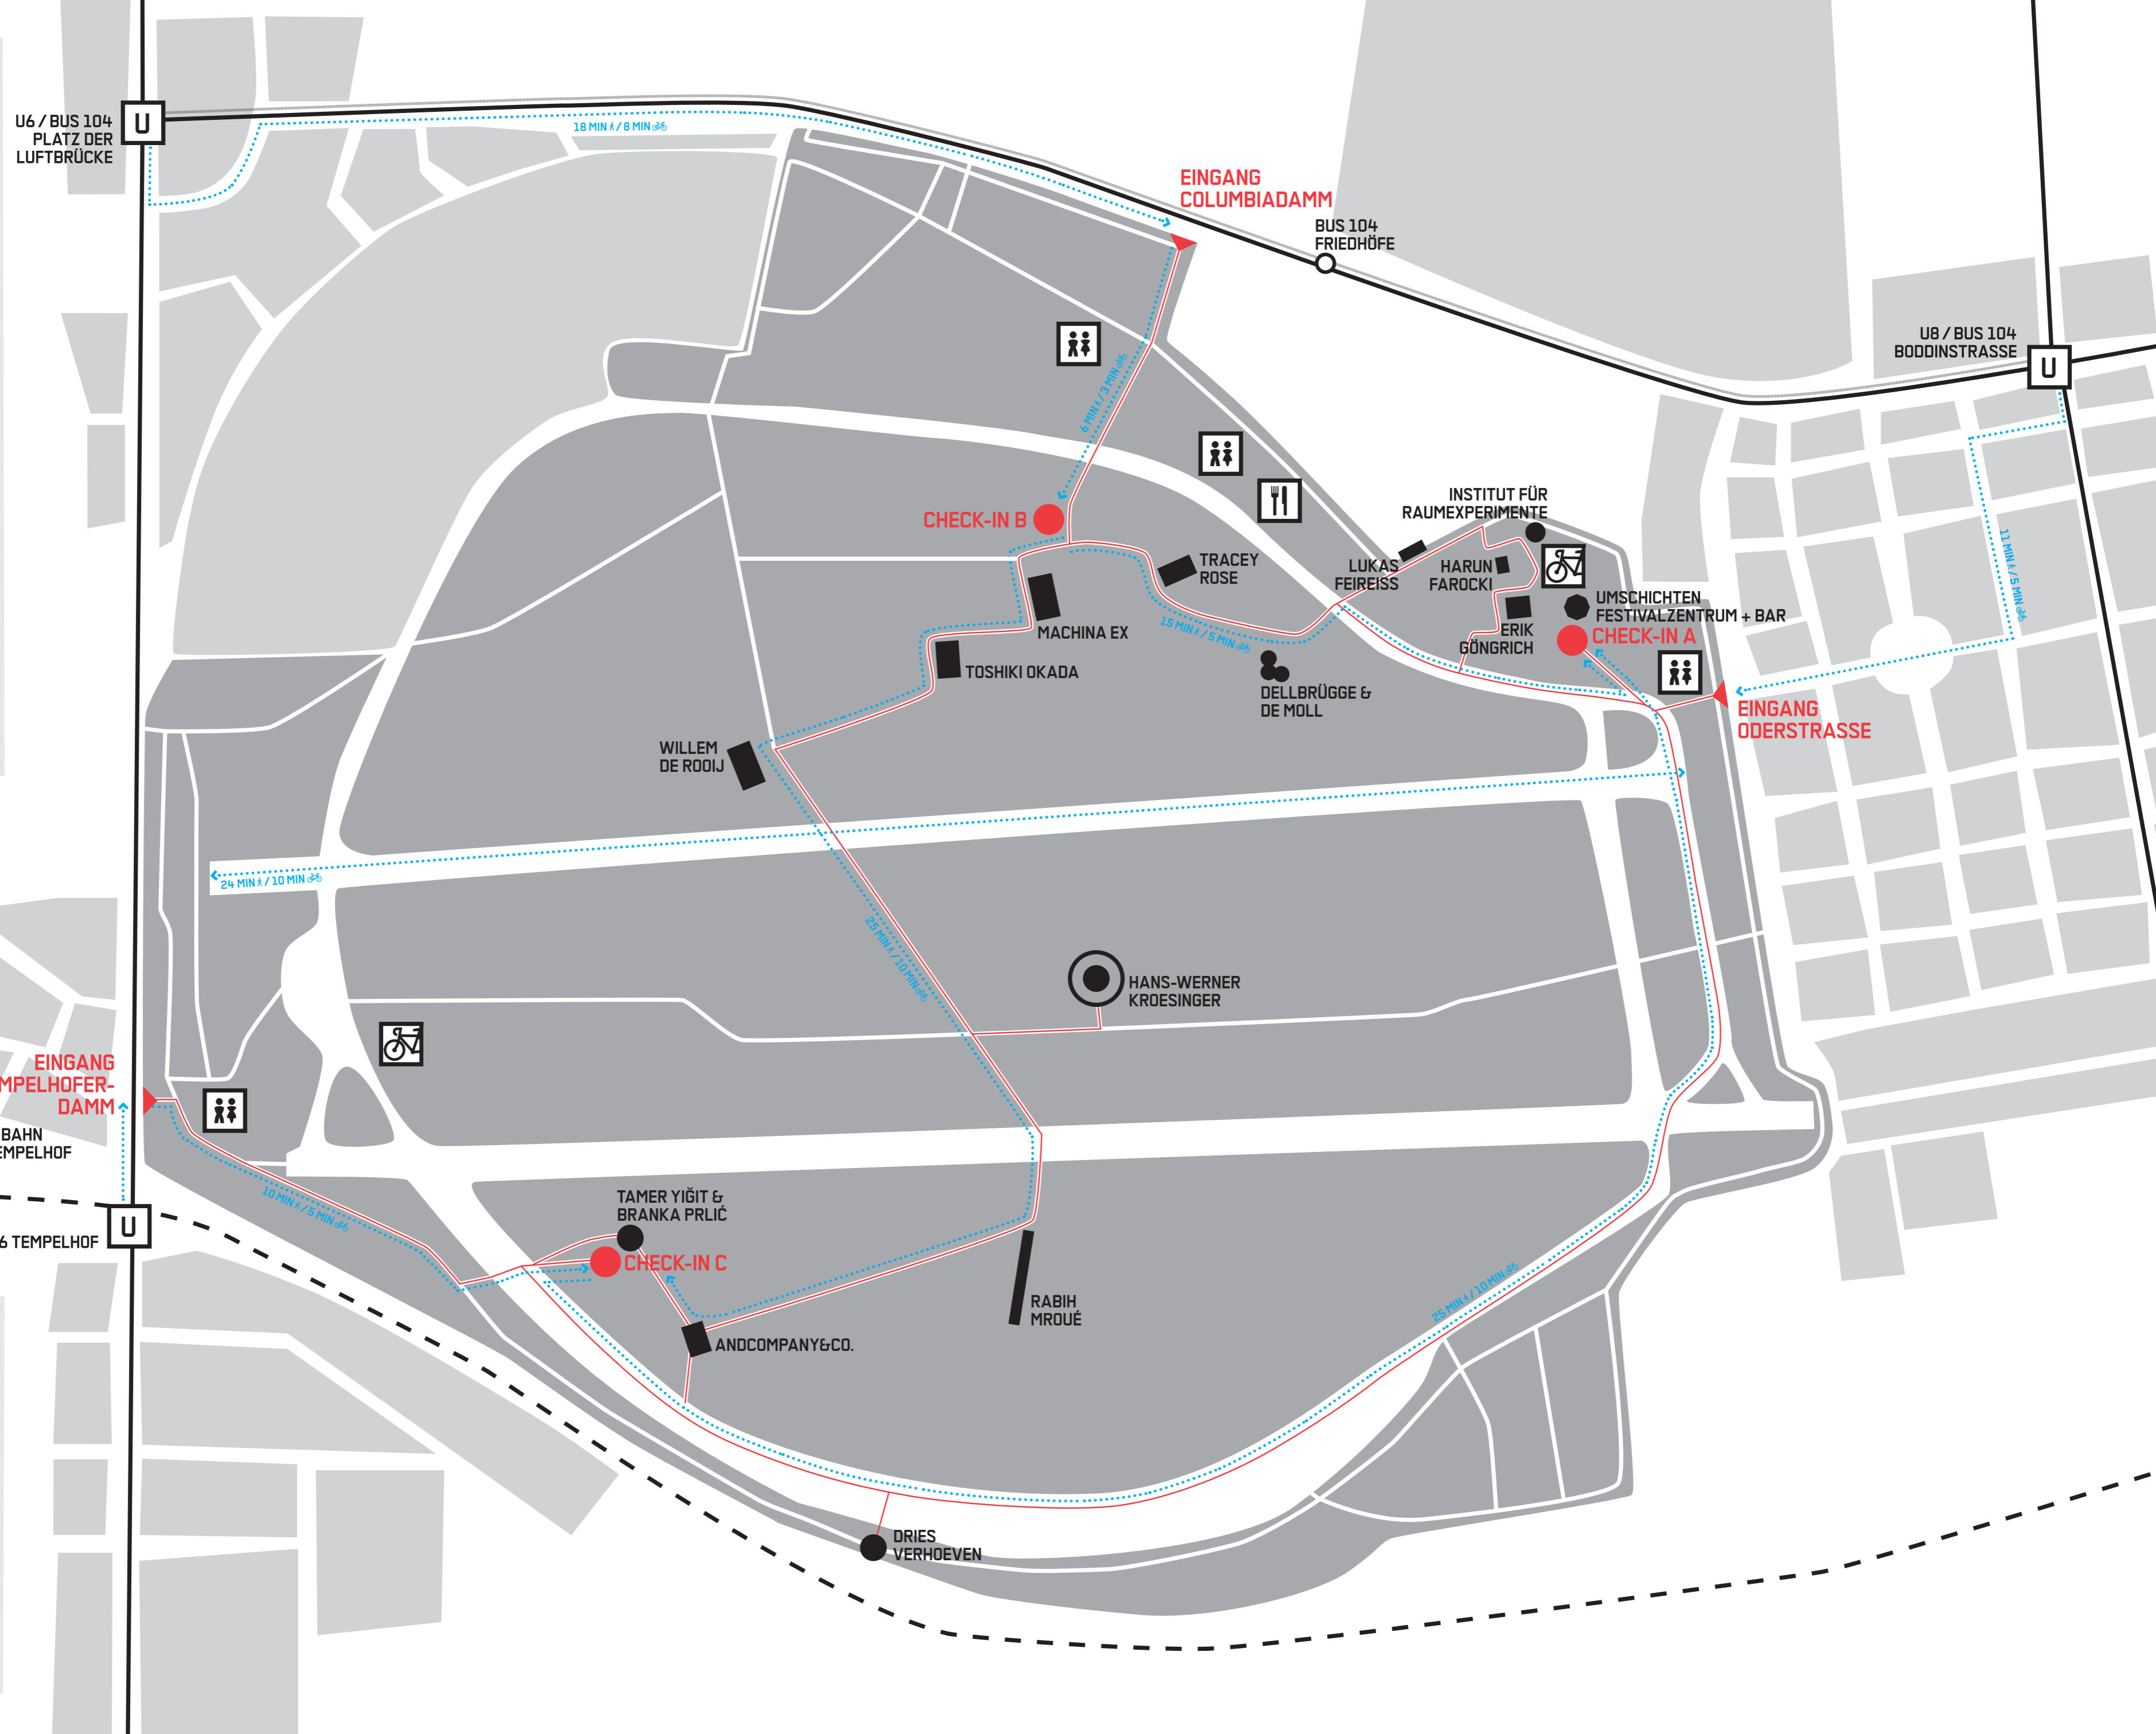 U6 / BUS 104
PLATZ DER
LUFTBRÜCKE
U
18 MIN / 8 MIN
EINGANG
COLUMBIADAMM
BUS 104
FRIEDHÖFE
U8 / BUS 104
BODDINSTRASSE
U
6 MIN / 3 MIN
CHECK-IN B
INSTITUT FÜR
RAUMEXPERIMENTE
TRACEY
ROSE
LUKAS
FEIREISS
HARUN
FAROCKI
11 MIN / 5 MIN
UMSCHICHTEN
FESTIVALZENTRUM + BAR
CHECK-IN A
ERIK
GÖNGRICH
MACHINA EX
15 MIN / 5 MIN
TOSHIKI OKADA
DELLBRÜGGE &
DE MOLL
EINGANG
ODERSTRASSE
WILLEM
DE ROOIJ
24 MIN / 10 MIN
25 MIN / 10 MIN
HANS-WERNER
KROESINGER
EINGANG
MPELHOFER-
DAMM
BAHN
EMPELHOF
U
6 TEMPELHOF
10 MIN / 5 MIN
TAMER YIĞIT &
BRANKA PRLIĆ
CHECK-IN C
RABIH
MROUÉ
ANDCOMPANY&CO.
25 MIN / 10 MIN
DRIES
VERHOEVEN